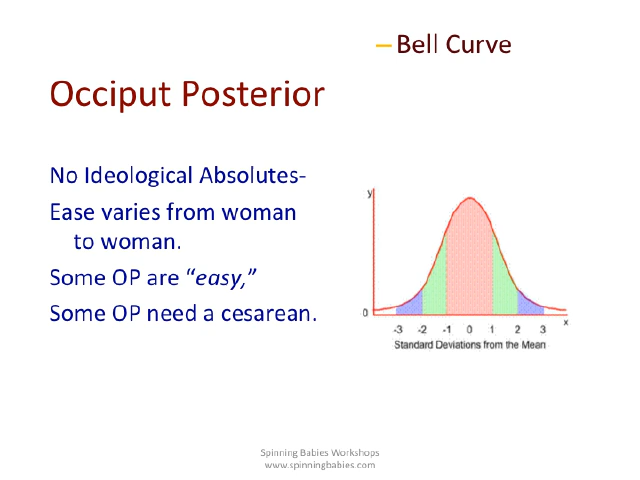 – Bell Curve
Occiput Posterior
No Ideological Absolutes-
Ease varies from woman
to woman.
Some OP are “easy,”
Some OP need a cesarean.
y
0
-3 -2 -1 0 1 2 3 x
Standard Deviations from the Mean
Spinning Babies Workshops
www.spinningbabies.com